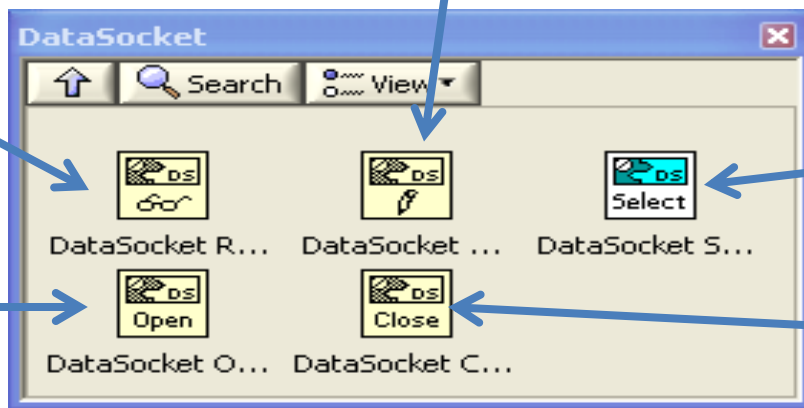 DataSocket
Search View
DS DS DS
Select
DataSocket R... DataSocket ... DataSocket S...
DS DS
Open Close
DataSocket O... DataSocket C...